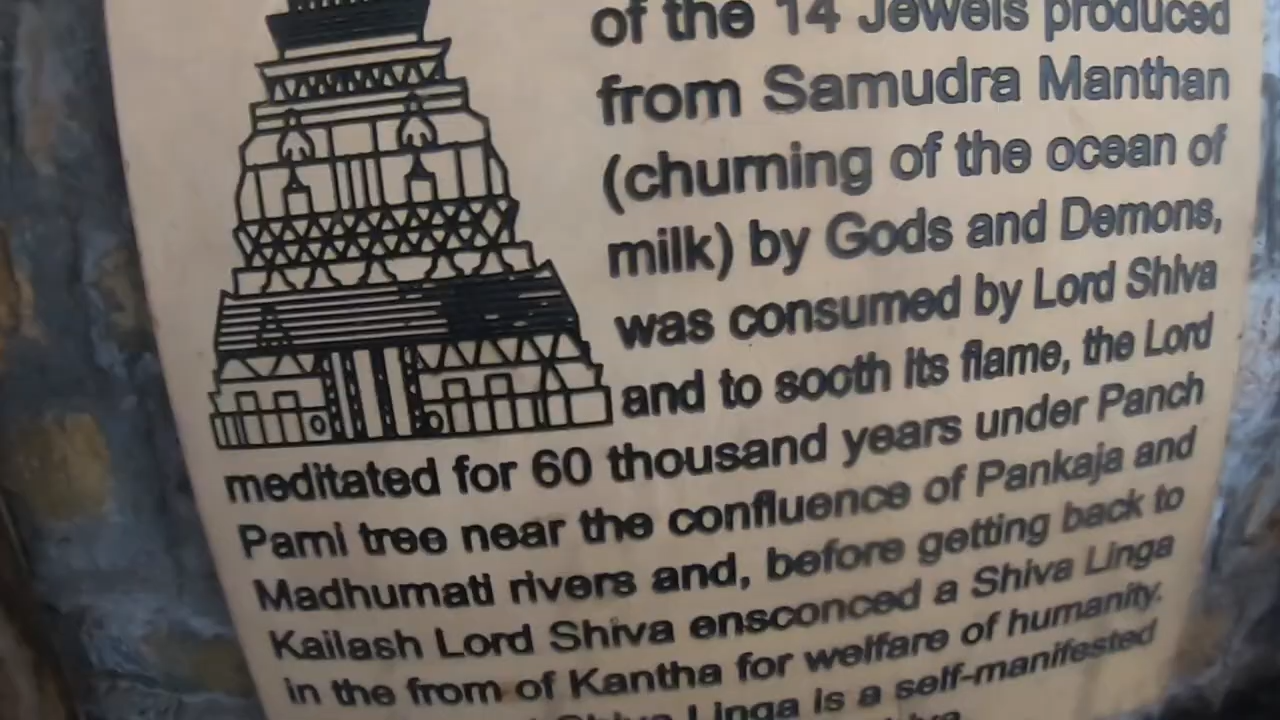 of the 14 Jewels produced
from Samudra Manthan
(churning of the ocean of
milk) by Gods and Demons,
was consumed by Lord Shiva
and to sooth its flame, the Lord
meditated for 60 thousand years under Panch
Parni tree near the confluence of Pankaja and
Madhumati rivers and, before getting back to
Kailash Lord Shiva ensconced a Shiva Linga
in the from of Kantha for welfare of humanity.
Shiva Linga is a self-manifested